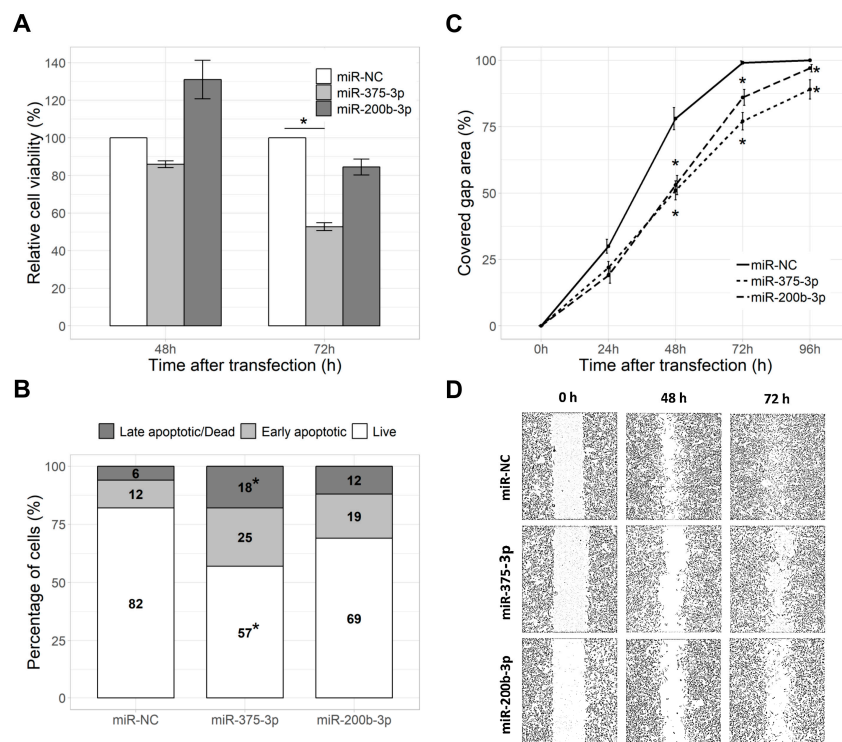 A
Relative cell viability (%)
140
120
100
80
60
40
20
0
miR-NC
miR-375-3p
miR-200b-3p
*
48h
72h
Time after transfection (h)
B
Late apoptotic/Dead
Early apoptotic
Live
Percentage of cells (%)
100
75
50
25
0
6
12
82
18*
25
57*
12
19
69
miR-NC
miR-375-3p
miR-200b-3p
C
Covered gap area (%)
100
75
50
25
0
*
*
*
*
*
*
miR-NC
miR-375-3p
miR-200b-3p
0h
24h
48h
72h
96h
Time after transfection (h)
D
0 h
48 h
72 h
miR-NC
miR-375-3p
miR-200b-3p